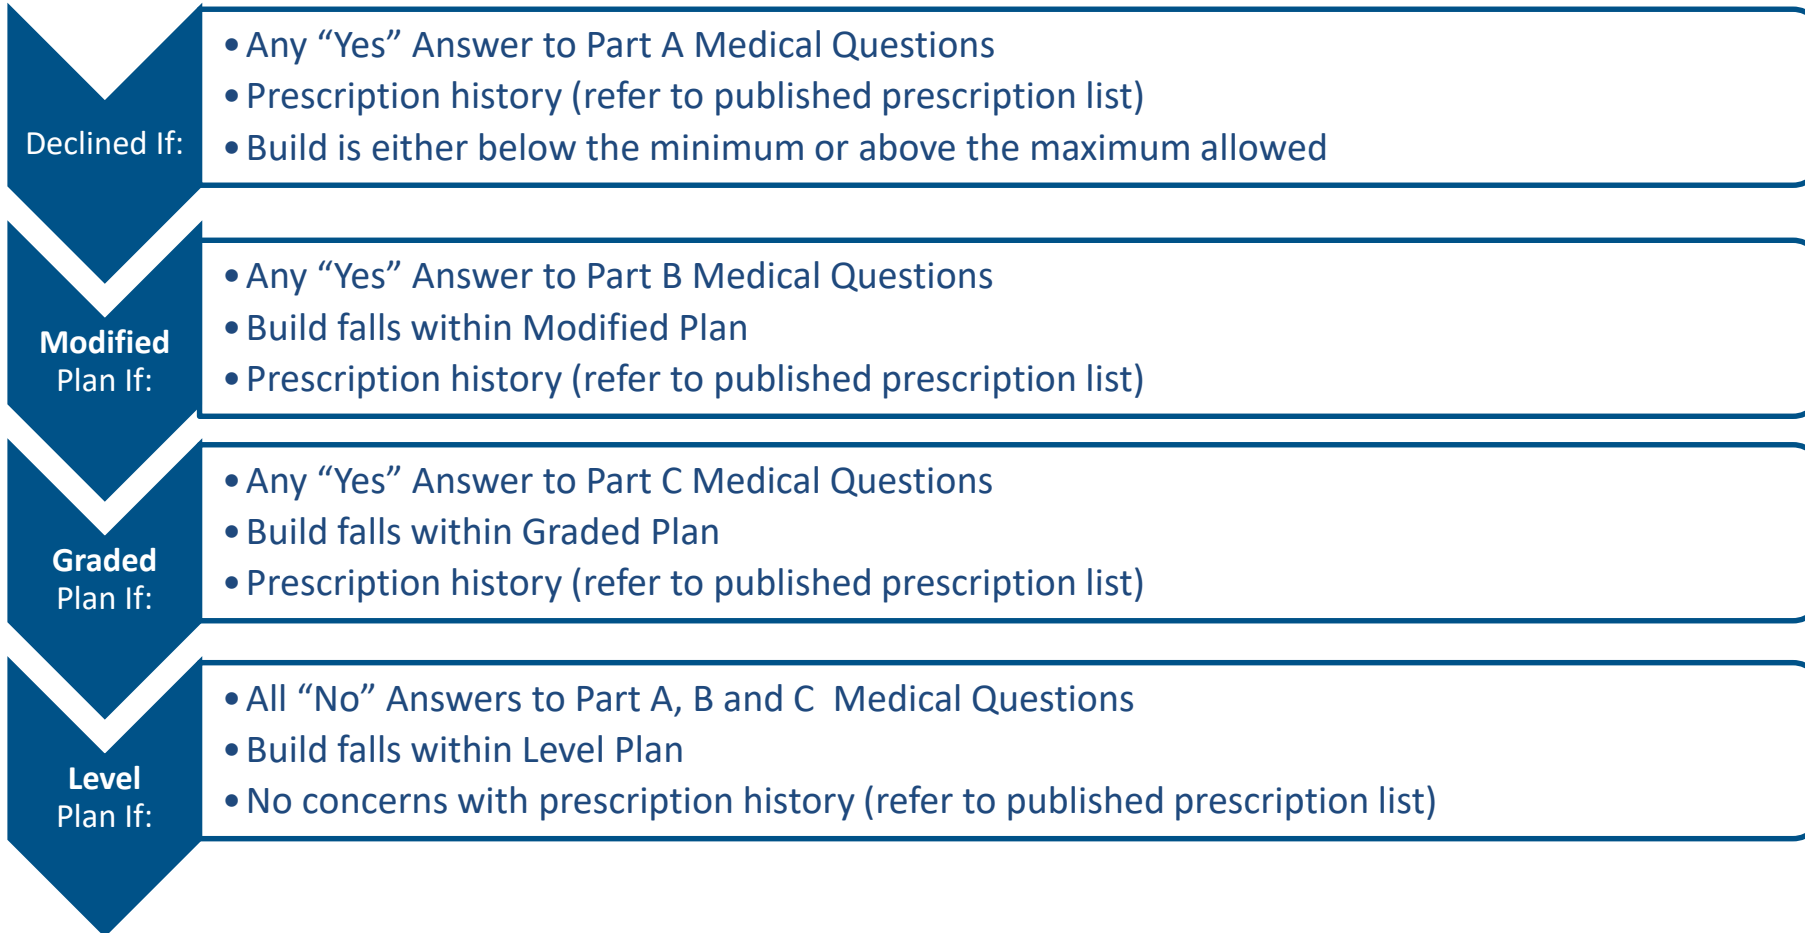 Declined If:
•Any “Yes” Answer to Part A Medical Questions
•Prescription history (refer to published prescription list)
•Build is either below the minimum or above the maximum allowed
Modified
Plan If:
•Any “Yes” Answer to Part B Medical Questions
•Build falls within Modified Plan
•Prescription history (refer to published prescription list)
Graded
Plan If:
•Any “Yes” Answer to Part C Medical Questions
•Build falls within Graded Plan
•Prescription history (refer to published prescription list)
Level
Plan If:
•All “No” Answers to Part A, B and C  Medical Questions
•Build falls within Level Plan
•No concerns with prescription history (refer to published prescription list)